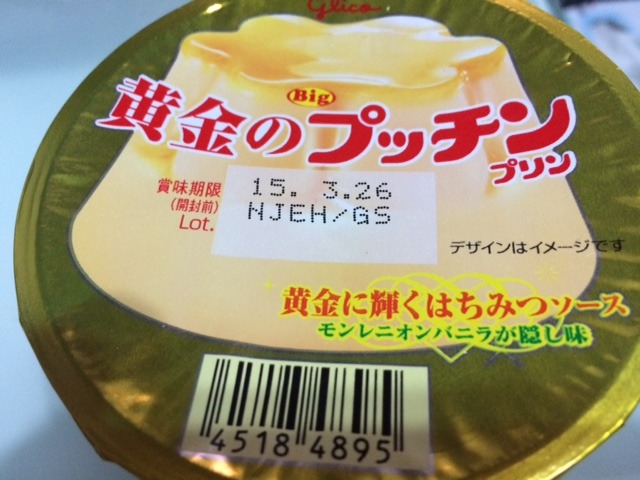 Glico
Big
黄金のプッチン
プリン
賞味期限
(開封前)
Lot.
15. 3.26
NJEH/GS
デザインはイメージです
黄金に輝くはちみつソース
モンレニオンバニラが隠し味
4518 4895